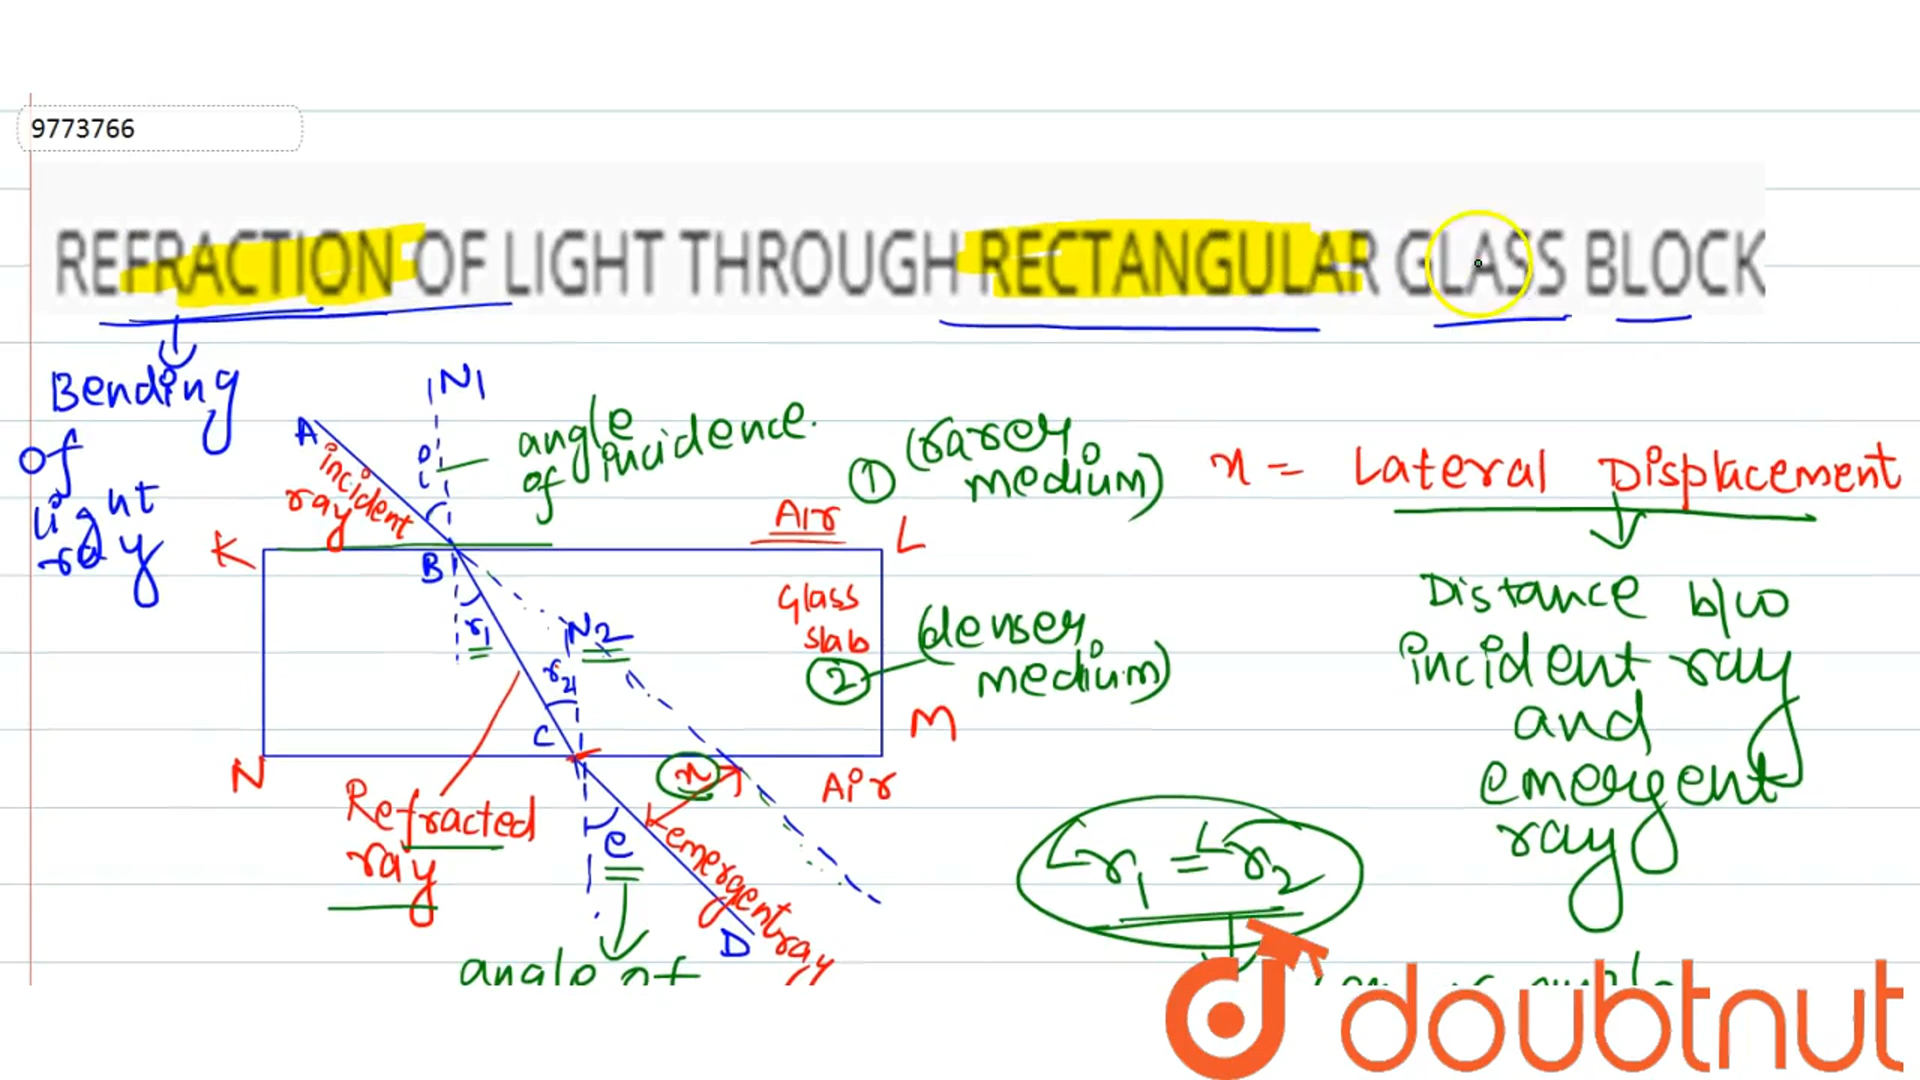 9773766
REFRACTION OF LIGHT THROUGH RECTANGULAR GLASS BLOCK
Bending
of
light
ray
N1
A
i
angle
of incidence.
incident
ray
① (rarer
medium)
x = Lateral Displacement
K
Air
L
B
Glass
slab
②
(denser
medium)
r1
N2
r2
C
M
N
x
Air
Distance b/w
incident ray
and
emergent
ray
Refracted
ray
e
emergent ray
D
∠r1 = ∠r2
angle of
doubtnut